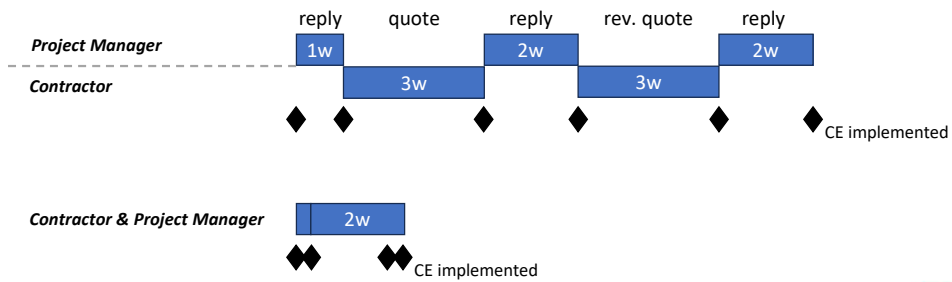 reply quote reply rev. quote reply
Project Manager 1w 2w 2w
Contractor 3w 3w
CE implemented
Contractor & Project Manager 2w
CE implemented